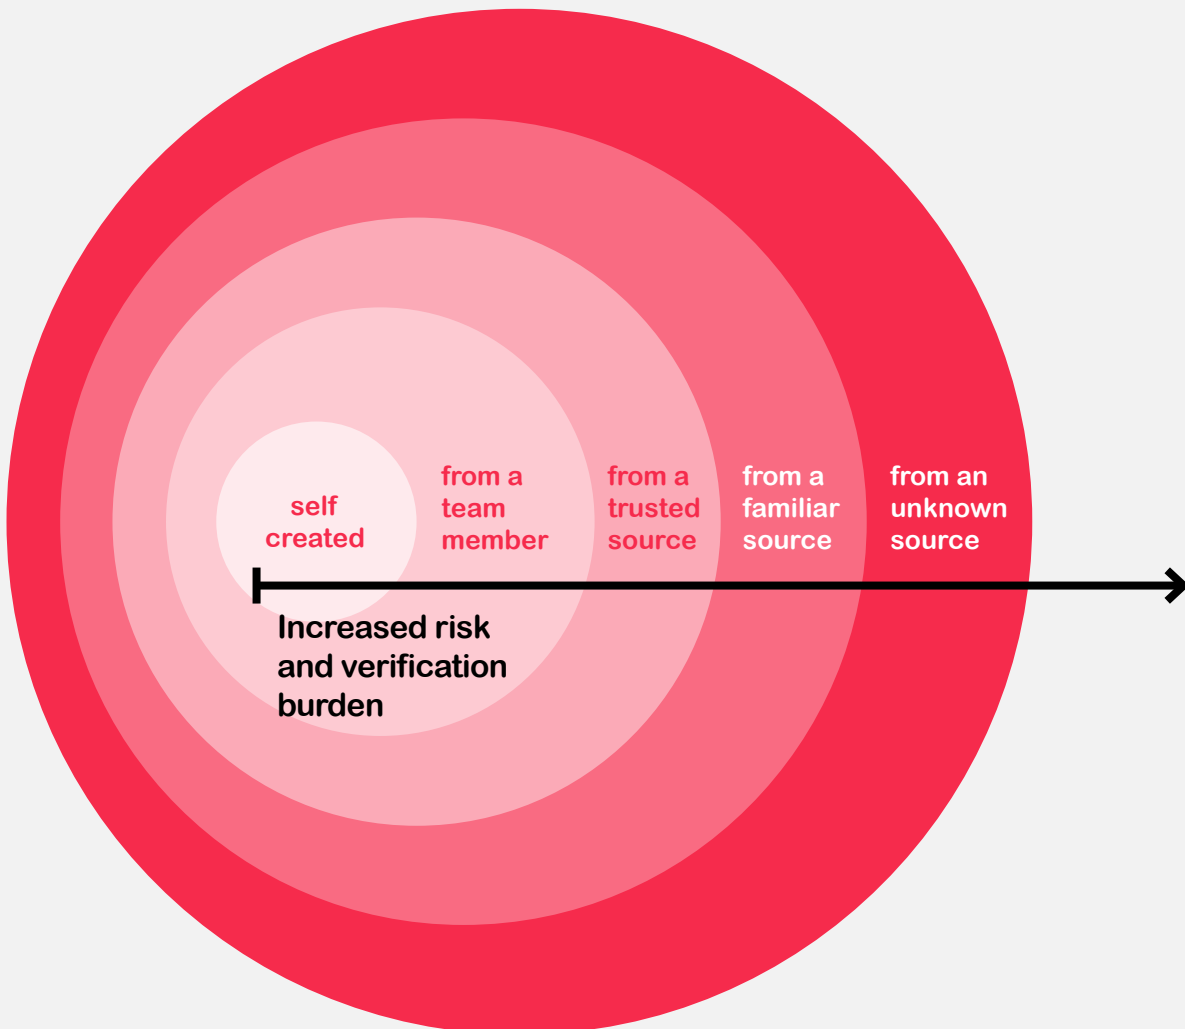 self
created
from a
team
member
from a
trusted
source
from a
familiar
source
from an
unknown
source
Increased risk
and verification
burden